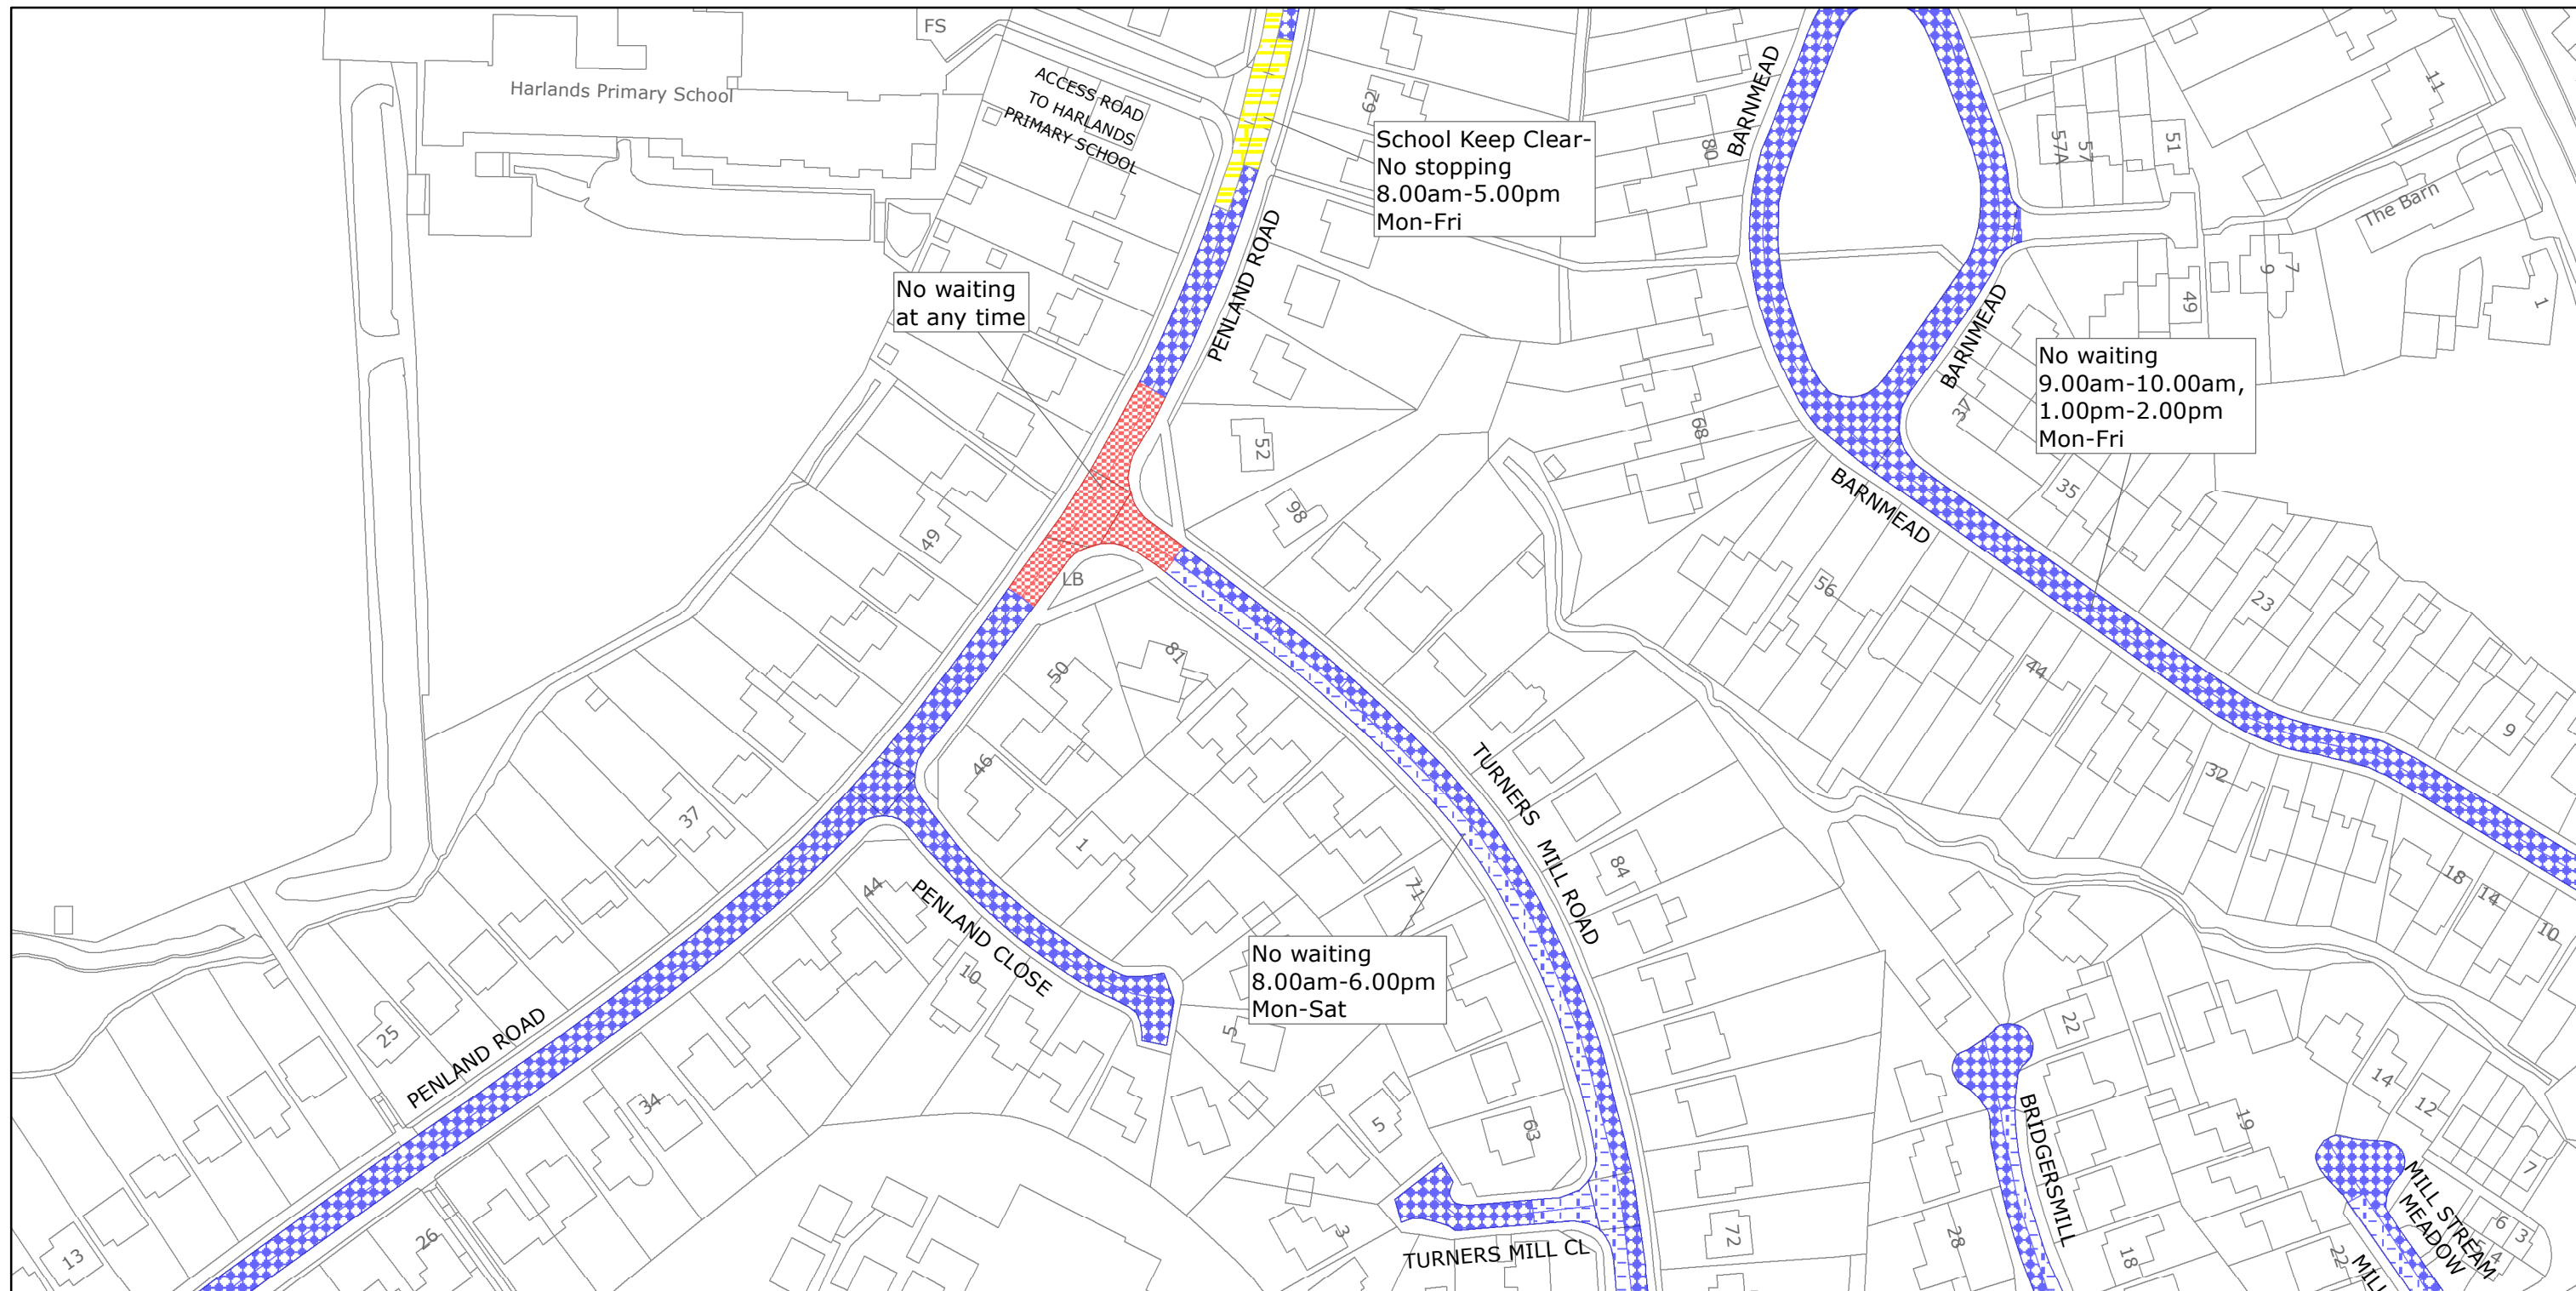 FS
Harlands Primary School
ACCESS ROAD
TO HARLANDS
PRIMARY SCHOOL
62
School Keep Clear-
No stopping
8.00am-5.00pm
Mon-Fri
BARNMEAD
80
57A
57
51
11
The Barn
No waiting
at any time
PENLAND ROAD
9
7
49
1
BARNMEAD
No waiting
9.00am-10.00am,
1.00pm-2.00pm
Mon-Fri
37
52
68
98
BARNMEAD
35
49
LB
56
23
50
81
44
9
46
37
TURNERS MILL ROAD
32
1
84
71
44
18
14
10
PENLAND CLOSE
10
No waiting
8.00am-6.00pm
Mon-Sat
25
PENLAND ROAD
5
22
34
5
63
BRIDGERSMILL
19
14
12
7
26
13
3
TURNERS MILL CL
72
28
18
22
MILL STREAM
MEADOW
6
3
5
4
MILL